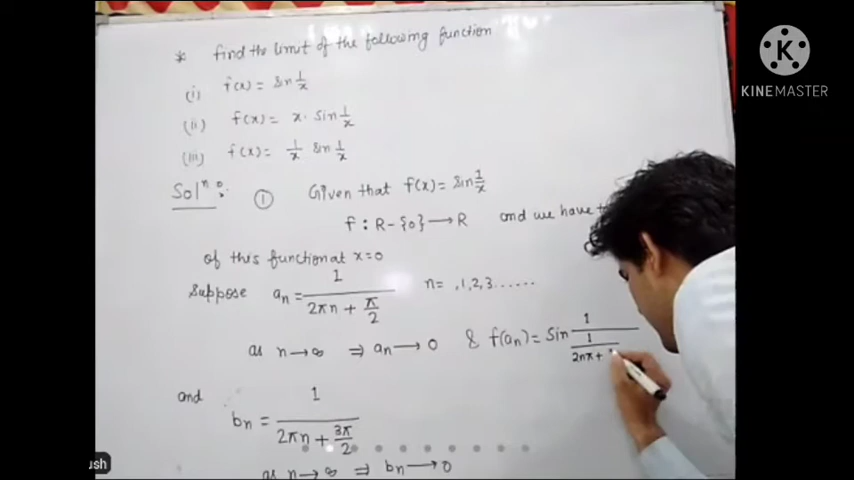 * find the limit of the following function
(i) f(x) = sin 1/x
(ii) f(x) = x· sin 1/x
(iii) f(x) = 1/x sin 1/x
Solⁿ: ① Given that f(x) = sin 1/x
f : R - {0} → R and we have
of this function at x=0
Suppose aₙ = 1/(2πn + π/2) n = ,1,2,3......
as n→∞ ⇒ aₙ → 0 & f(aₙ) = sin 1/(1/(2nπ+
and bₙ = 1/(2πn + 3π/2)
as n→∞ ⇒ bₙ → 0
K
KINEMASTER
ush